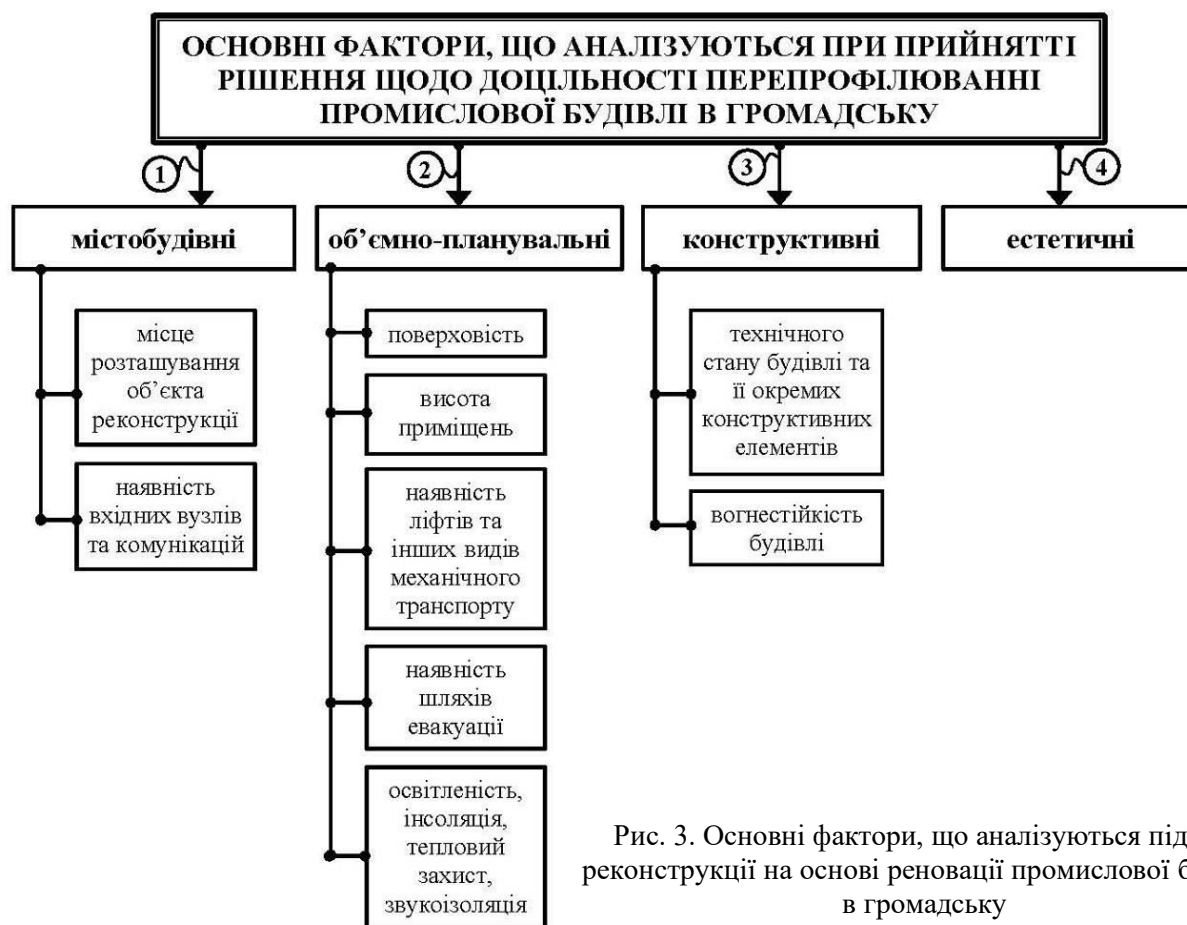 ОСНОВНІ ФАКТОРИ, ЩО АНАЛІЗУЮТЬСЯ ПРИ ПРИЙНЯТТІ
РІШЕННЯ ЩОДО ДОЦІЛЬНОСТІ ПЕРЕПРОФІЛЮВАННІ
ПРОМИСЛОВОЇ БУДІВЛІ В ГРОМАДСЬКУ
1
2
3
4
містобудівні
об’ємно-планувальні
конструктивні
естетичні
місце
розташування
об’єкта
реконструкції
наявність
вхідних вузлів
та комунікацій
поверховість
висота
приміщень
наявність
ліфтів та
інших видів
механічного
транспорту
наявність
шляхів
евакуації
освітленість,
інсоляція,
тепловий
захист,
звукоізоляція
технічного
стану будівлі та
її окремих
конструктивних
елементів
вогнестійкість
будівлі
Рис. 3. Основні фактори, що аналізуються під
реконструкції на основі реновації промислової
в громадську